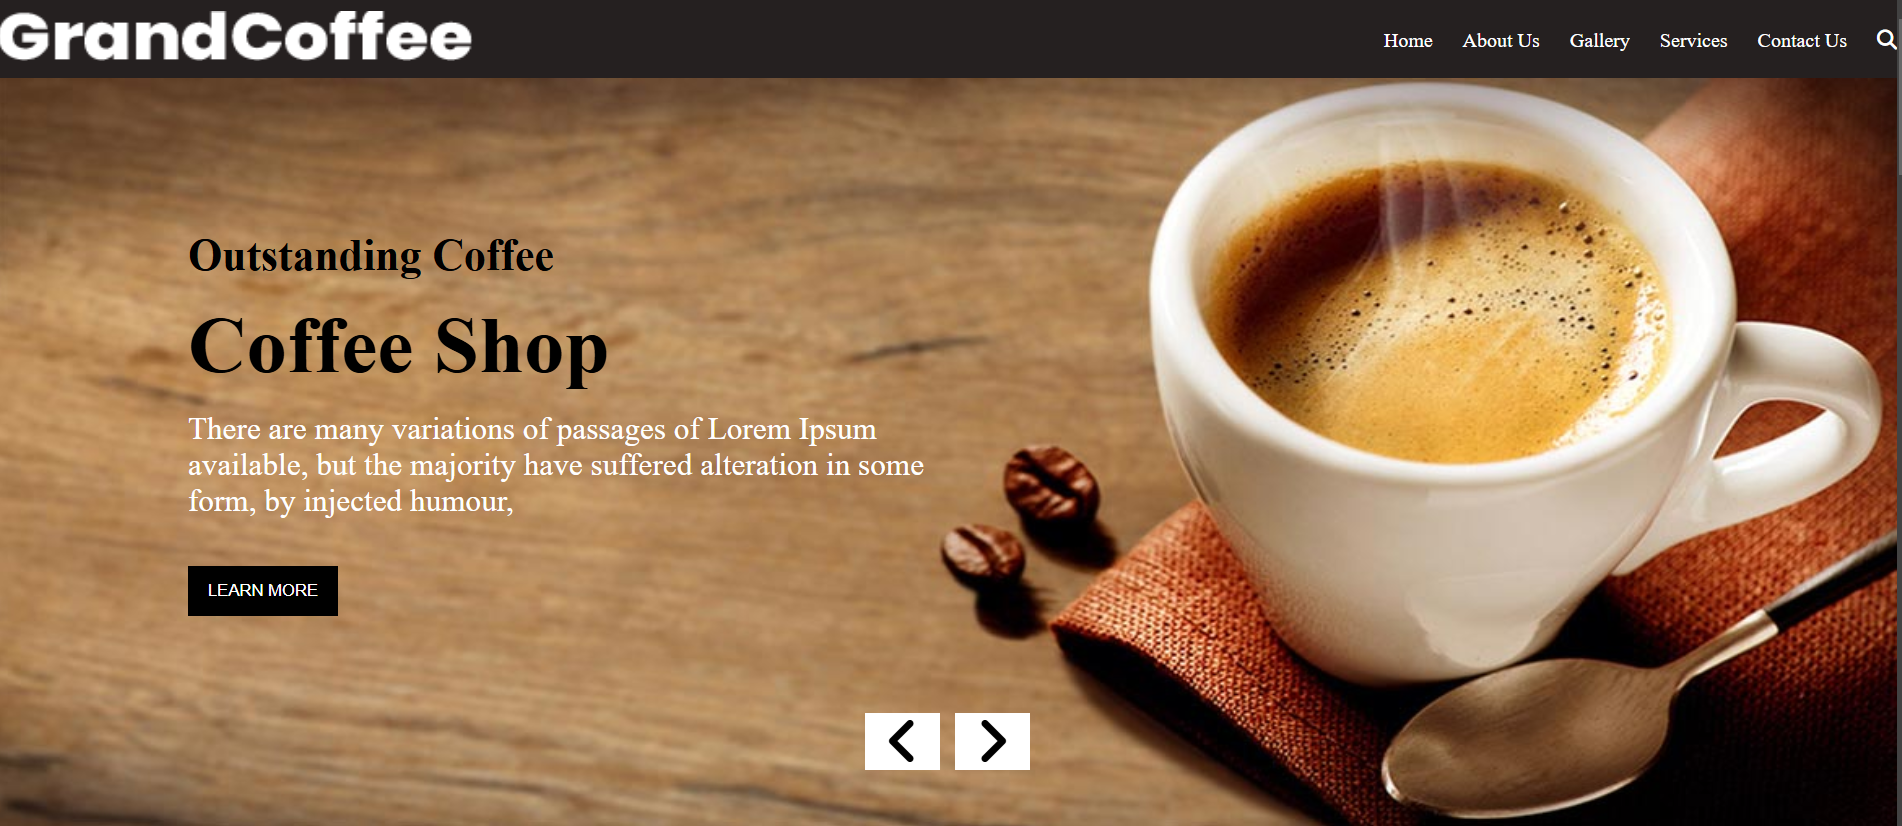 GrandCoffee
Home About Us Gallery Services Contact Us
Outstanding Coffee
Coffee Shop
There are many variations of passages of Lorem Ipsum
available, but the majority have suffered alteration in some
form, by injected humour,
LEARN MORE